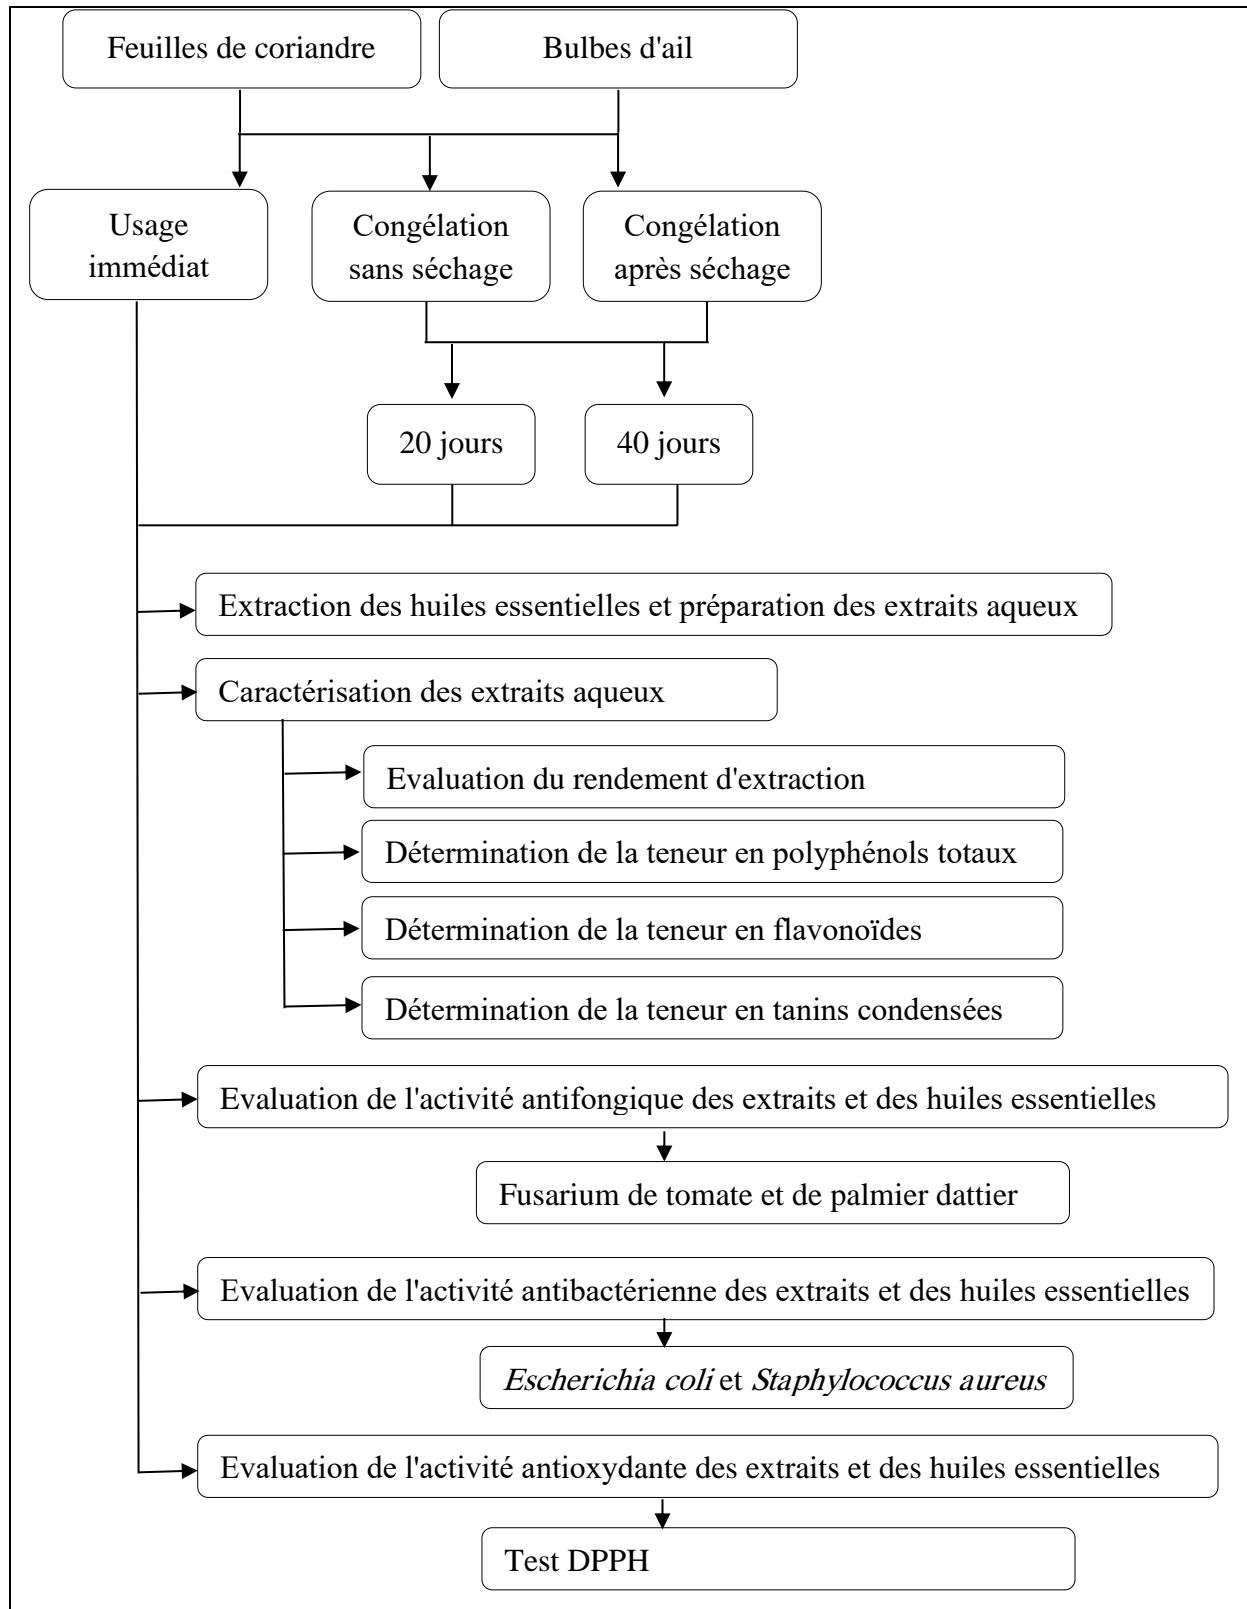 Feuilles de coriandre
Bulbes d'ail
Usage
immédiat
Congélation
sans séchage
Congélation
après séchage
20 jours
40 jours
Extraction des huiles essentielles et préparation des extraits aqueux
Caractérisation des extraits aqueux
Evaluation du rendement d'extraction
Détermination de la teneur en polyphénols totaux
Détermination de la teneur en flavonoïdes
Détermination de la teneur en tanins condensées
Evaluation de l'activité antifongique des extraits et des huiles essentielles
Fusarium de tomate et de palmier dattier
Evaluation de l'activité antibactérienne des extraits et des huiles essentielles
Escherichia coli et Staphylococcus aureus
Evaluation de l'activité antioxydante des extraits et des huiles essentielles
Test DPPH